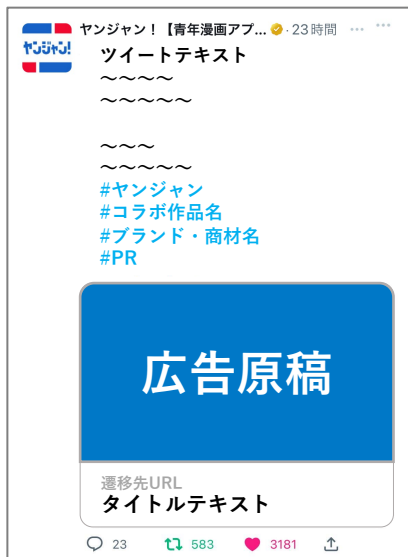 ヤンジャン！【青年漫画アプ... · 23時間
ヤンジャン!
ツイートテキスト
〜〜〜〜
〜〜〜〜〜
〜〜〜
〜〜〜〜〜
#ヤンジャン
#コラボ作品名
#ブランド・商材名
#PR
広告原稿
遷移先URL
タイトルテキスト
23 583 3181